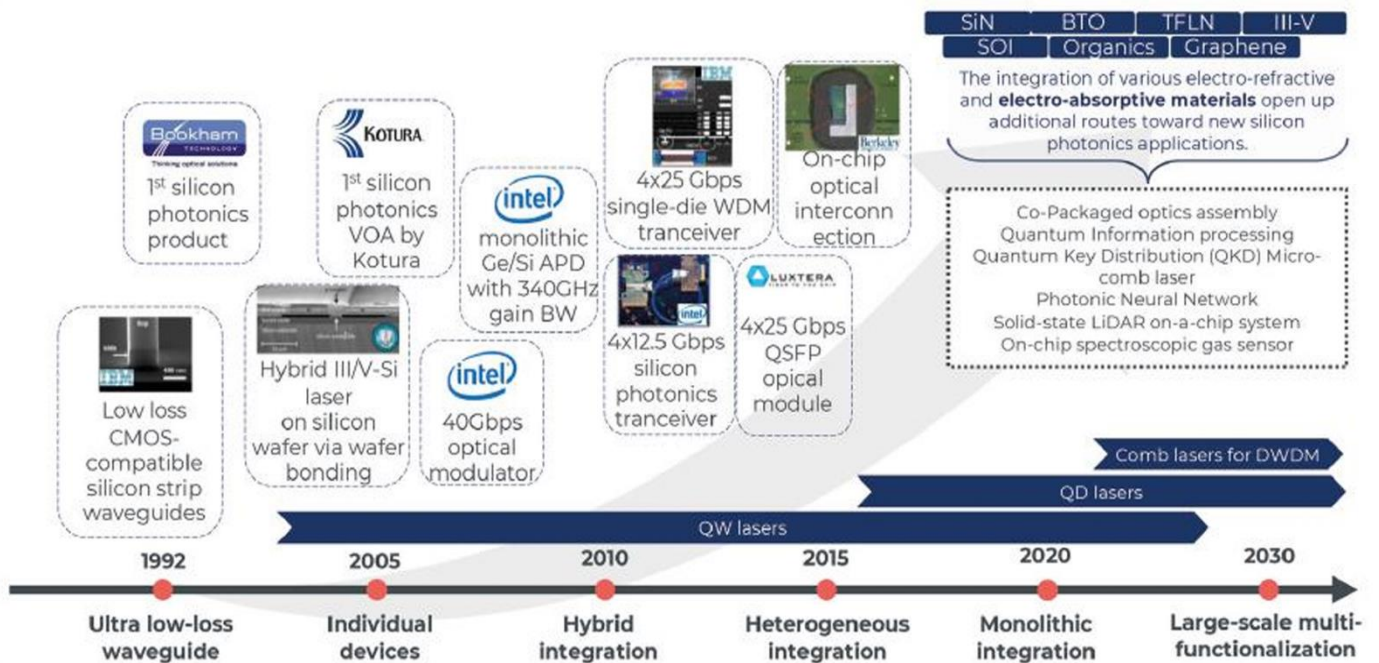 SiN
BTO
TFLN
III-V
SOI
Organics
Graphene
The integration of various electro-refractive
and electro-absorptive materials open up
additional routes toward new silicon
photonics applications.
Co-Packaged optics assembly
Quantum Information processing
Quantum Key Distribution (QKD) Micro-
comb laser
Photonic Neural Network
Solid-state LiDAR on-a-chip system
On-chip spectroscopic gas sensor
Bookham
TECHNOLOGY
Thinking optical solutions
1st silicon
photonics
product
KOTURA
1st silicon
photonics
VOA by
Kotura
intel
monolithic
Ge/Si APD
with 340GHz
gain BW
IBM
4x25 Gbps
single-die WDM
tranceiver
Berkeley
On-chip
optical
interconn
ection
IBM
Low loss
CMOS-
compatible
silicon strip
waveguides
Hybrid III/V-Si
laser
on silicon
wafer via wafer
bonding
intel
40Gbps
optical
modulator
intel
4x12.5 Gbps
silicon
photonics
tranceiver
LUXTERA
4x25 Gbps
QSFP
opical
module
Comb lasers for DWDM
QD lasers
QW lasers
1992
2005
2010
2015
2020
2030
Ultra low-loss
waveguide
Individual
devices
Hybrid
integration
Heterogeneous
integration
Monolithic
integration
Large-scale multi-
functionalization